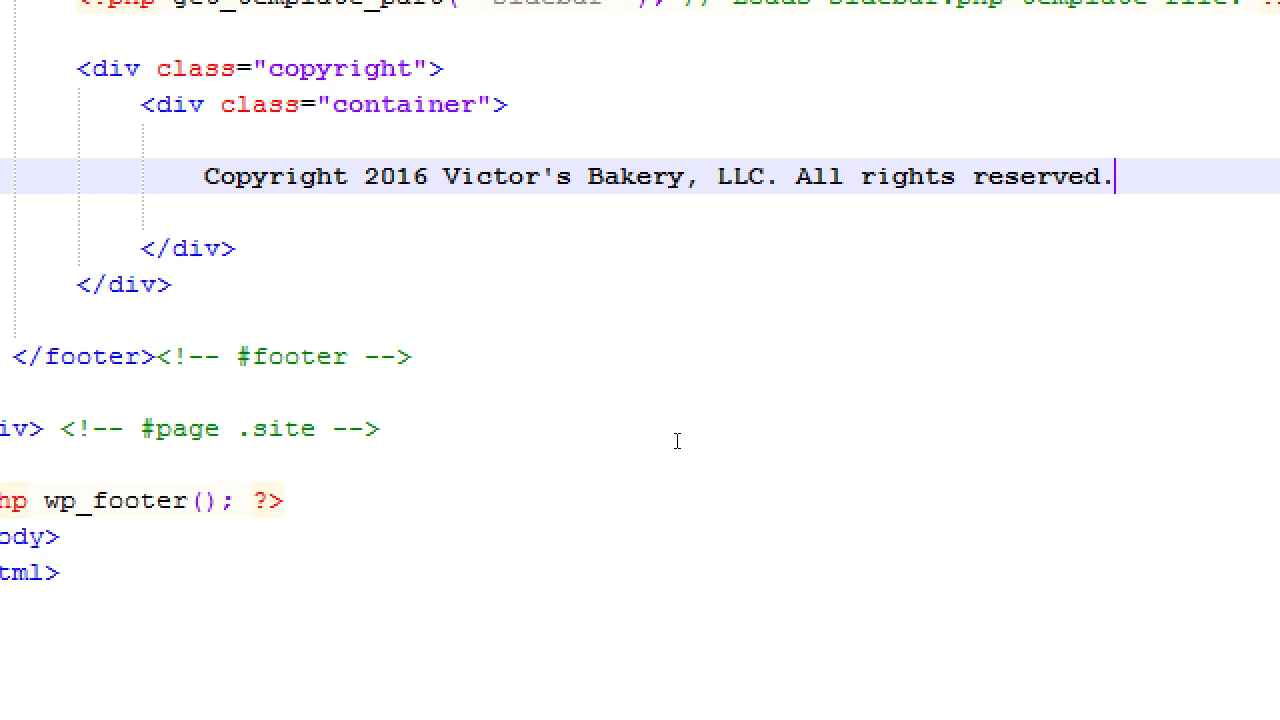 <div class="copyright">
<div class="container">
Copyright 2016 Victor's Bakery, LLC. All rights reserved.
</div>
</div>
</footer><!-- #footer -->
iv> <!-- #page .site -->
hp wp_footer(); ?>
ody>
tml>